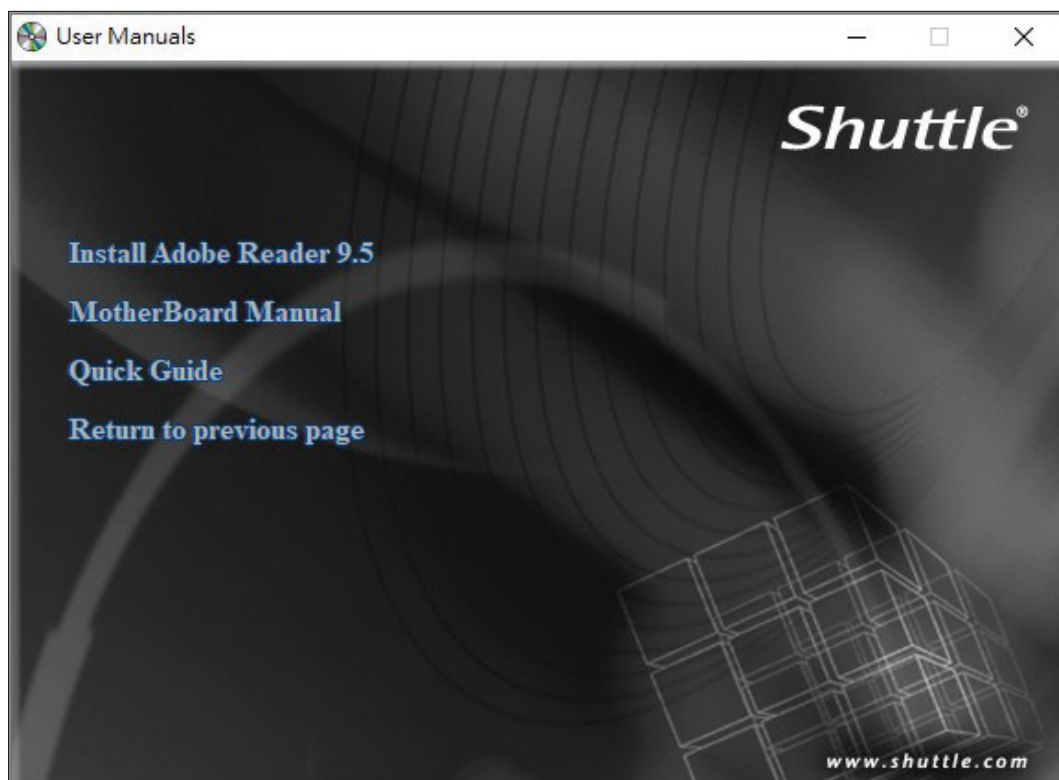 User Manuals
Shuttle®
Install Adobe Reader 9.5
MotherBoard Manual
Quick Guide
Return to previous page
www.shuttle.com